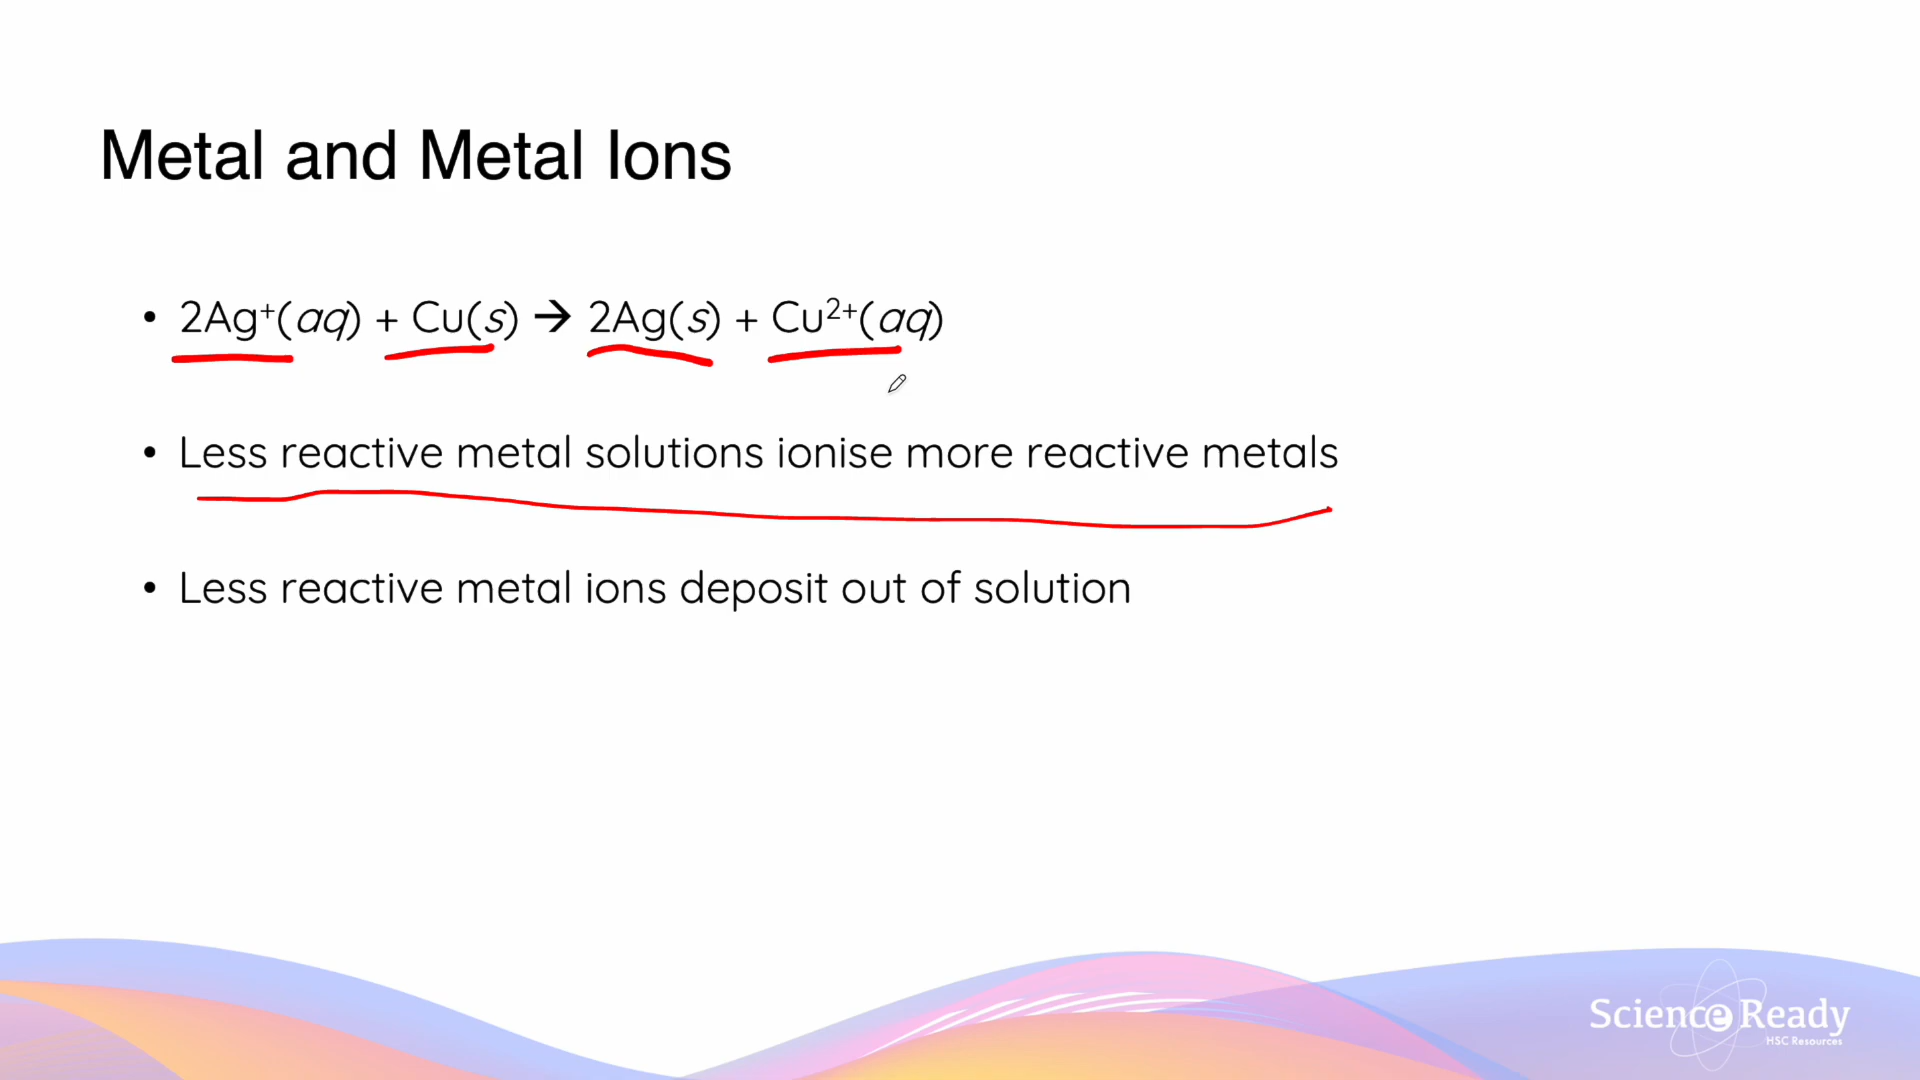 Metal and Metal Ions
• 2Ag⁺(aq) + Cu(s) → 2Ag(s) + Cu²⁺(aq)
• Less reactive metal solutions ionise more reactive metals
• Less reactive metal ions deposit out of solution
Science Ready
HSC Resources